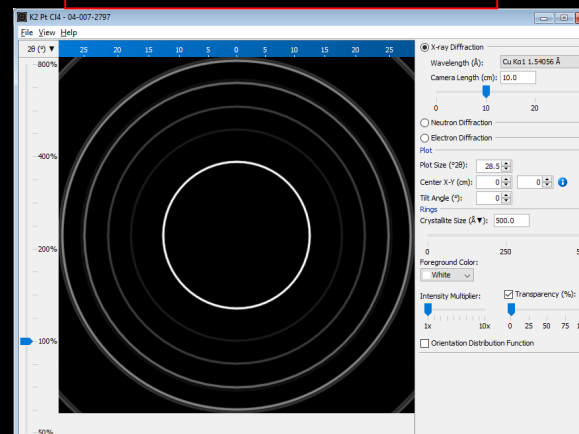 K2 Pt Cl4 - 04-007-2797
File View Help
2θ (°) ▼ 25 20 15 10 5 0 5 10 15 20 25
800%
400%
200%
100%
50%
X-ray Diffraction
Wavelength (Å): Cu Kα1 1.54056 Å
Camera Length (cm): 10.0
0 10 20
Neutron Diffraction
Electron Diffraction
Plot
Plot Size (°2θ): 28.5
Center X-Y (cm): 0 0
Tilt Angle (°): 0
Rings
Crystallite Size (Å▼): 500.0
0 250
Foreground Color:
White
Intensity Multiplier: Transparency (%):
1x 10x 0 25 50 75
Orientation Distribution Function